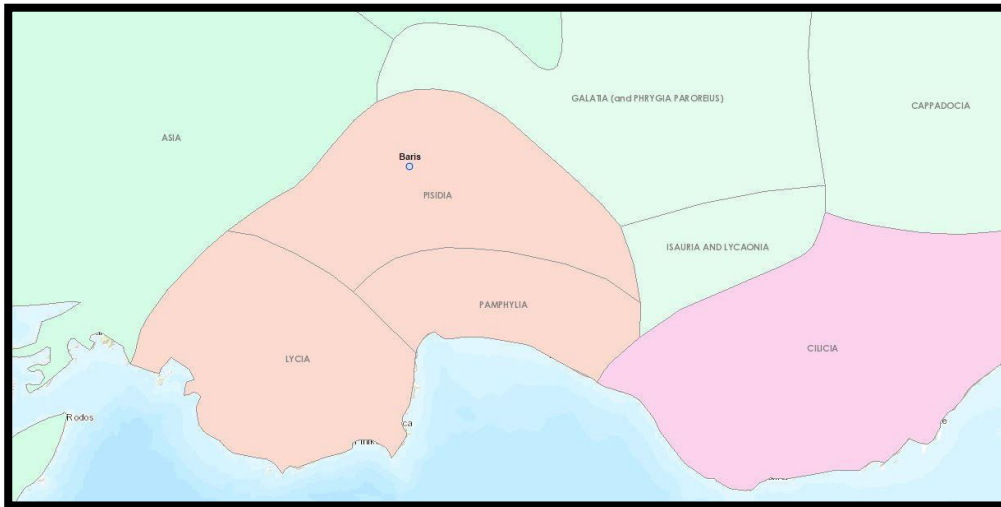 GALATIA (and PHRYGIA PAROREIUS)
CAPPADOCIA
ASIA
Baris
PISIDIA
ISAURIA AND LYCAONIA
PAMPHYLIA
CILICIA
LYCIA
Rodos